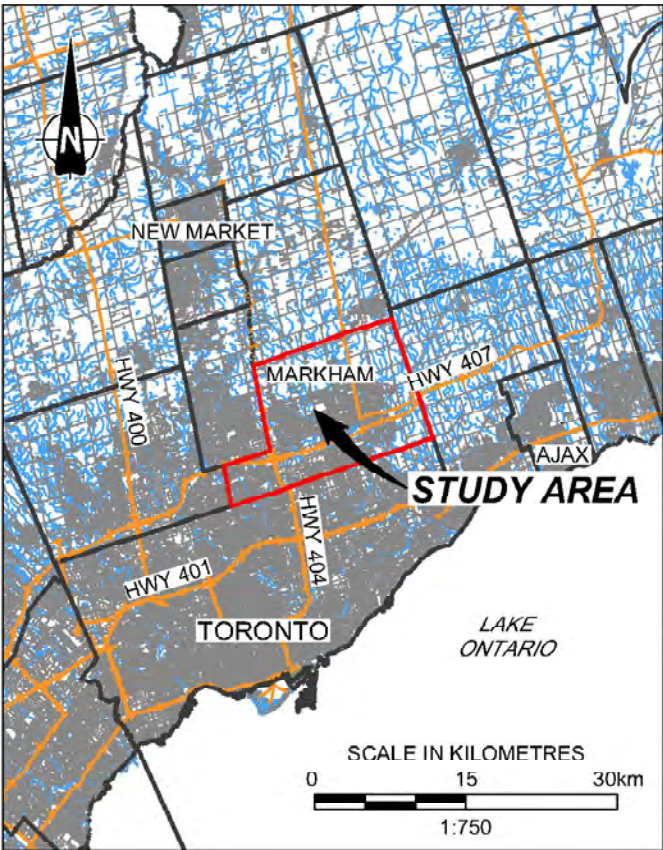 N
NEW MARKET
HWY 400
MARKHAM
HWY 407
AJAX
STUDY AREA
HWY 404
HWY 401
TORONTO
LAKE
ONTARIO
SCALE IN KILOMETRES
0 15 30km
1:750